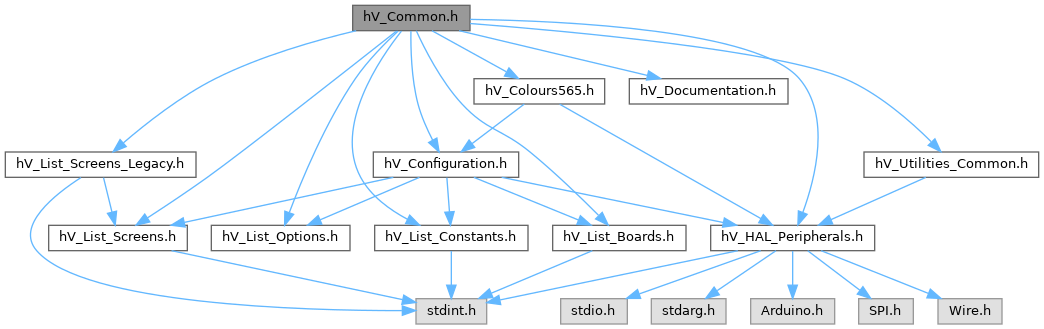 hV_Common.h
hV_Colours565.h
hV_Documentation.h
hV_List_Screens_Legacy.h
hV_Configuration.h
hV_Utilities_Common.h
hV_List_Screens.h
hV_List_Options.h
hV_List_Constants.h
hV_List_Boards.h
hV_HAL_Peripherals.h
stdint.h
stdio.h
stdarg.h
Arduino.h
SPI.h
Wire.h